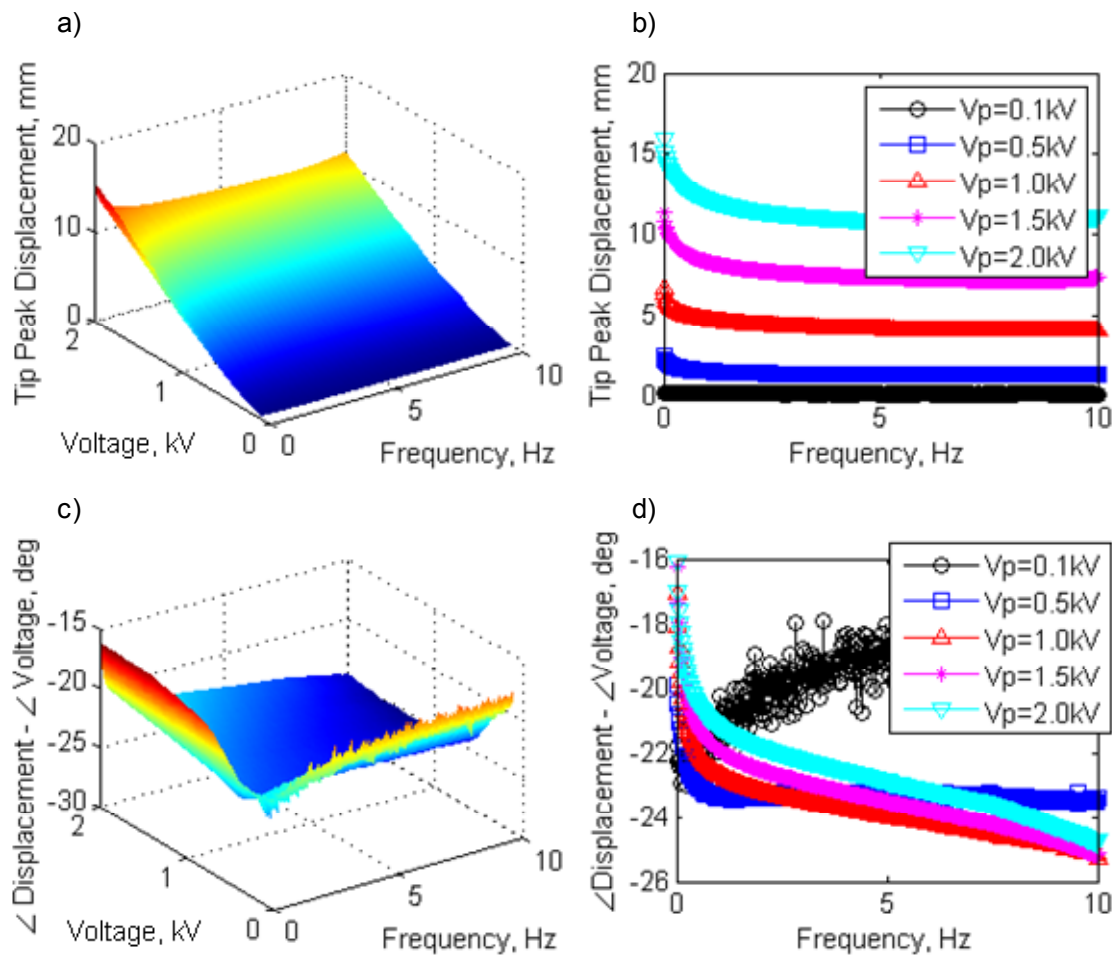 a)
Tip Peak Displacement, mm
20
10
0
2
1
0
Voltage, kV
0
5
10
Frequency, Hz
b)
Tip Peak Displacement, mm
20
15
10
5
0
0
5
10
Frequency, Hz
Vp=0.1kV
Vp=0.5kV
Vp=1.0kV
Vp=1.5kV
Vp=2.0kV
c)
∠Displacement - ∠Voltage, deg
-15
-20
-25
-30
2
1
0
Voltage, kV
0
5
10
Frequency, Hz
d)
∠Displacement - ∠Voltage, deg
-16
-18
-20
-22
-24
-26
0
5
10
Frequency, Hz
Vp=0.1kV
Vp=0.5kV
Vp=1.0kV
Vp=1.5kV
Vp=2.0kV